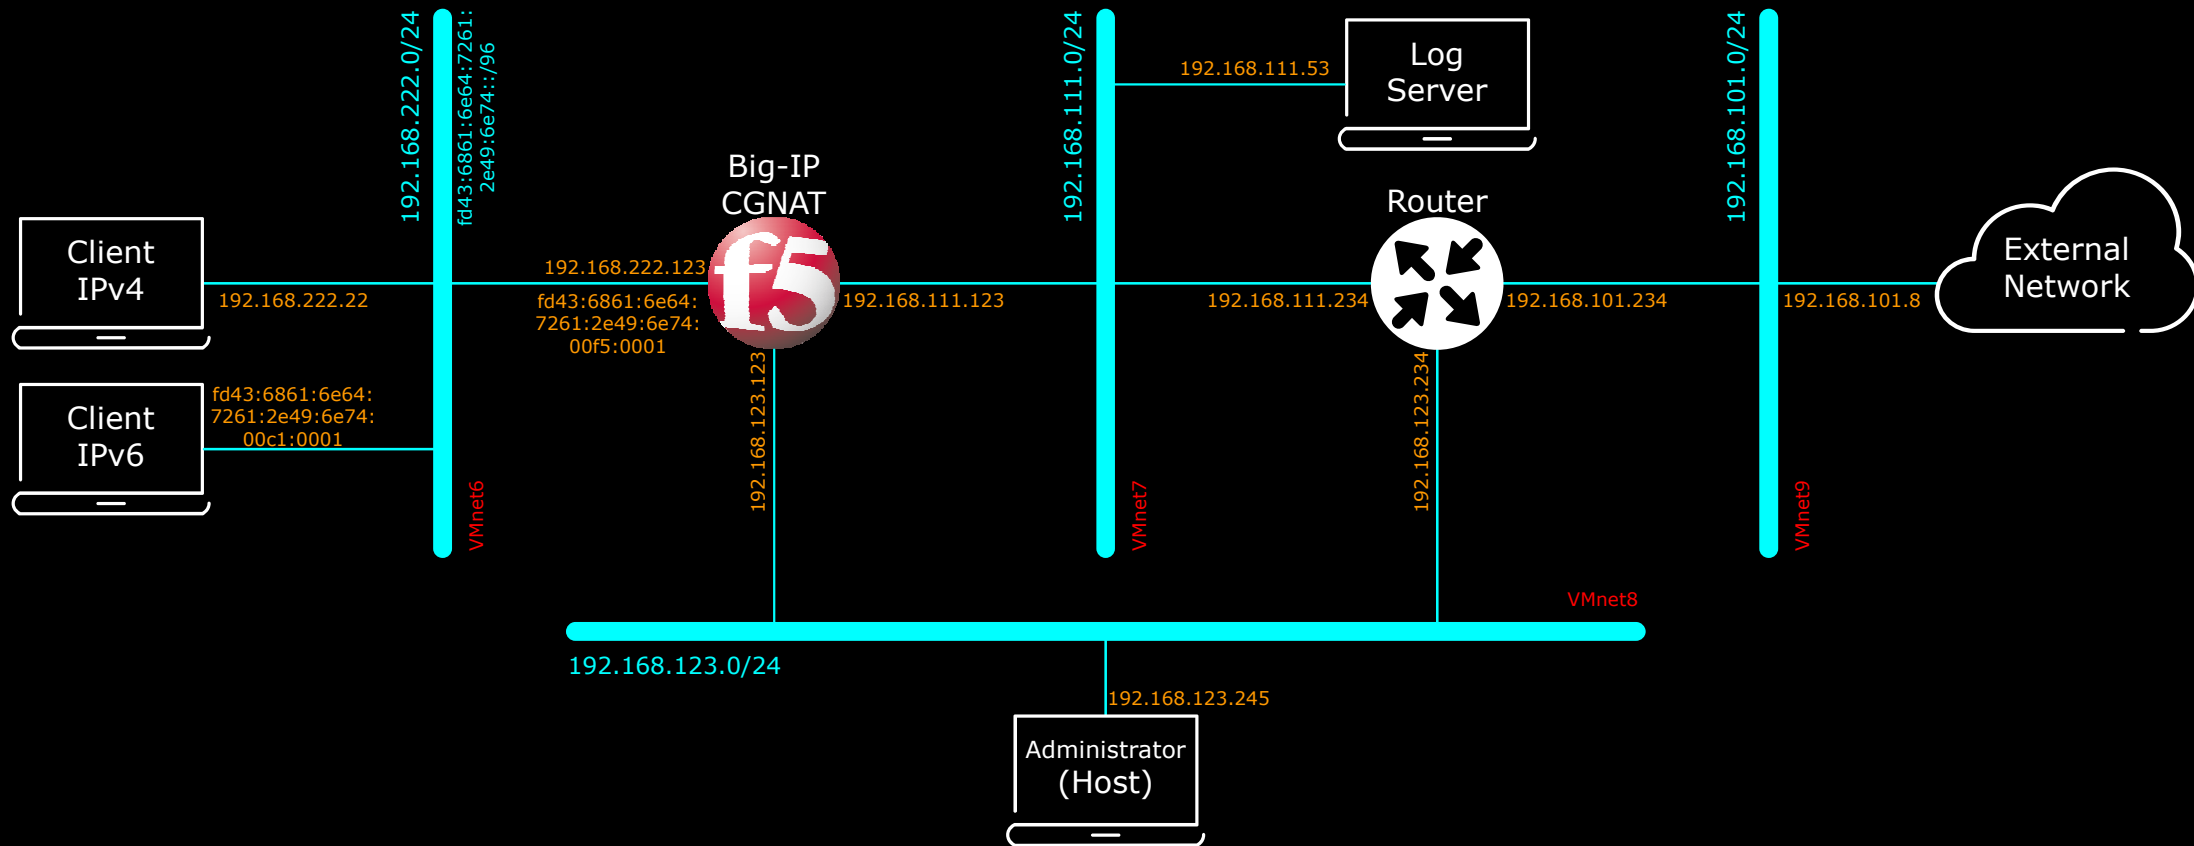 192.168.222.0/24
fd43:6861:6e64:7261:
2e49:6e74::/96
192.168.111.0/24
192.168.111.53
Log
Server
192.168.101.0/24
Big-IP
CGNAT
f5
Router
Client
IPv4
192.168.222.22
192.168.222.123
fd43:6861:6e64:
7261:2e49:6e74:
00f5:0001
192.168.111.123
192.168.111.234
192.168.101.234
192.168.101.8
External
Network
Client
IPv6
fd43:6861:6e64:
7261:2e49:6e74:
00c1:0001
192.168.123.123
192.168.123.234
VMnet6
VMnet7
VMnet9
VMnet8
192.168.123.0/24
192.168.123.245
Administrator
(Host)